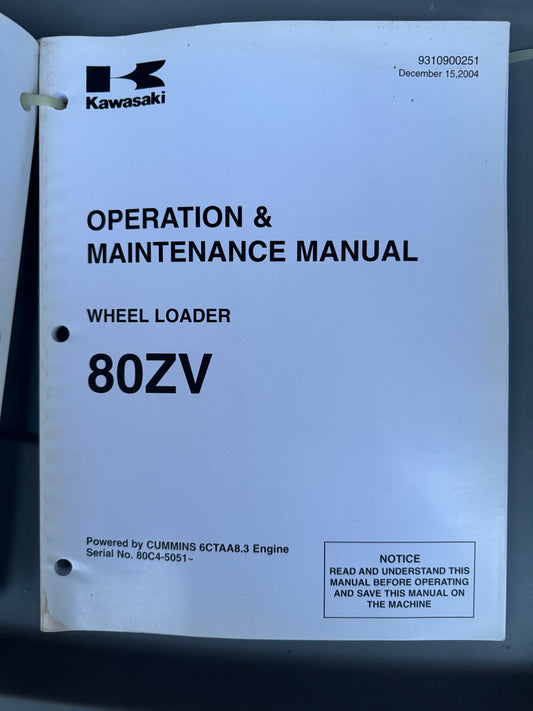 Kawasaki
9310900251
December 15,2004
OPERATION &
MAINTENANCE MANUAL
WHEEL LOADER
80ZV
Powered by CUMMINS 6CTAA8.3 Engine
Serial No. 80C4-5051~
NOTICE
READ AND UNDERSTAND THIS
MANUAL BEFORE OPERATING
AND SAVE THIS MANUAL ON
THE MACHINE